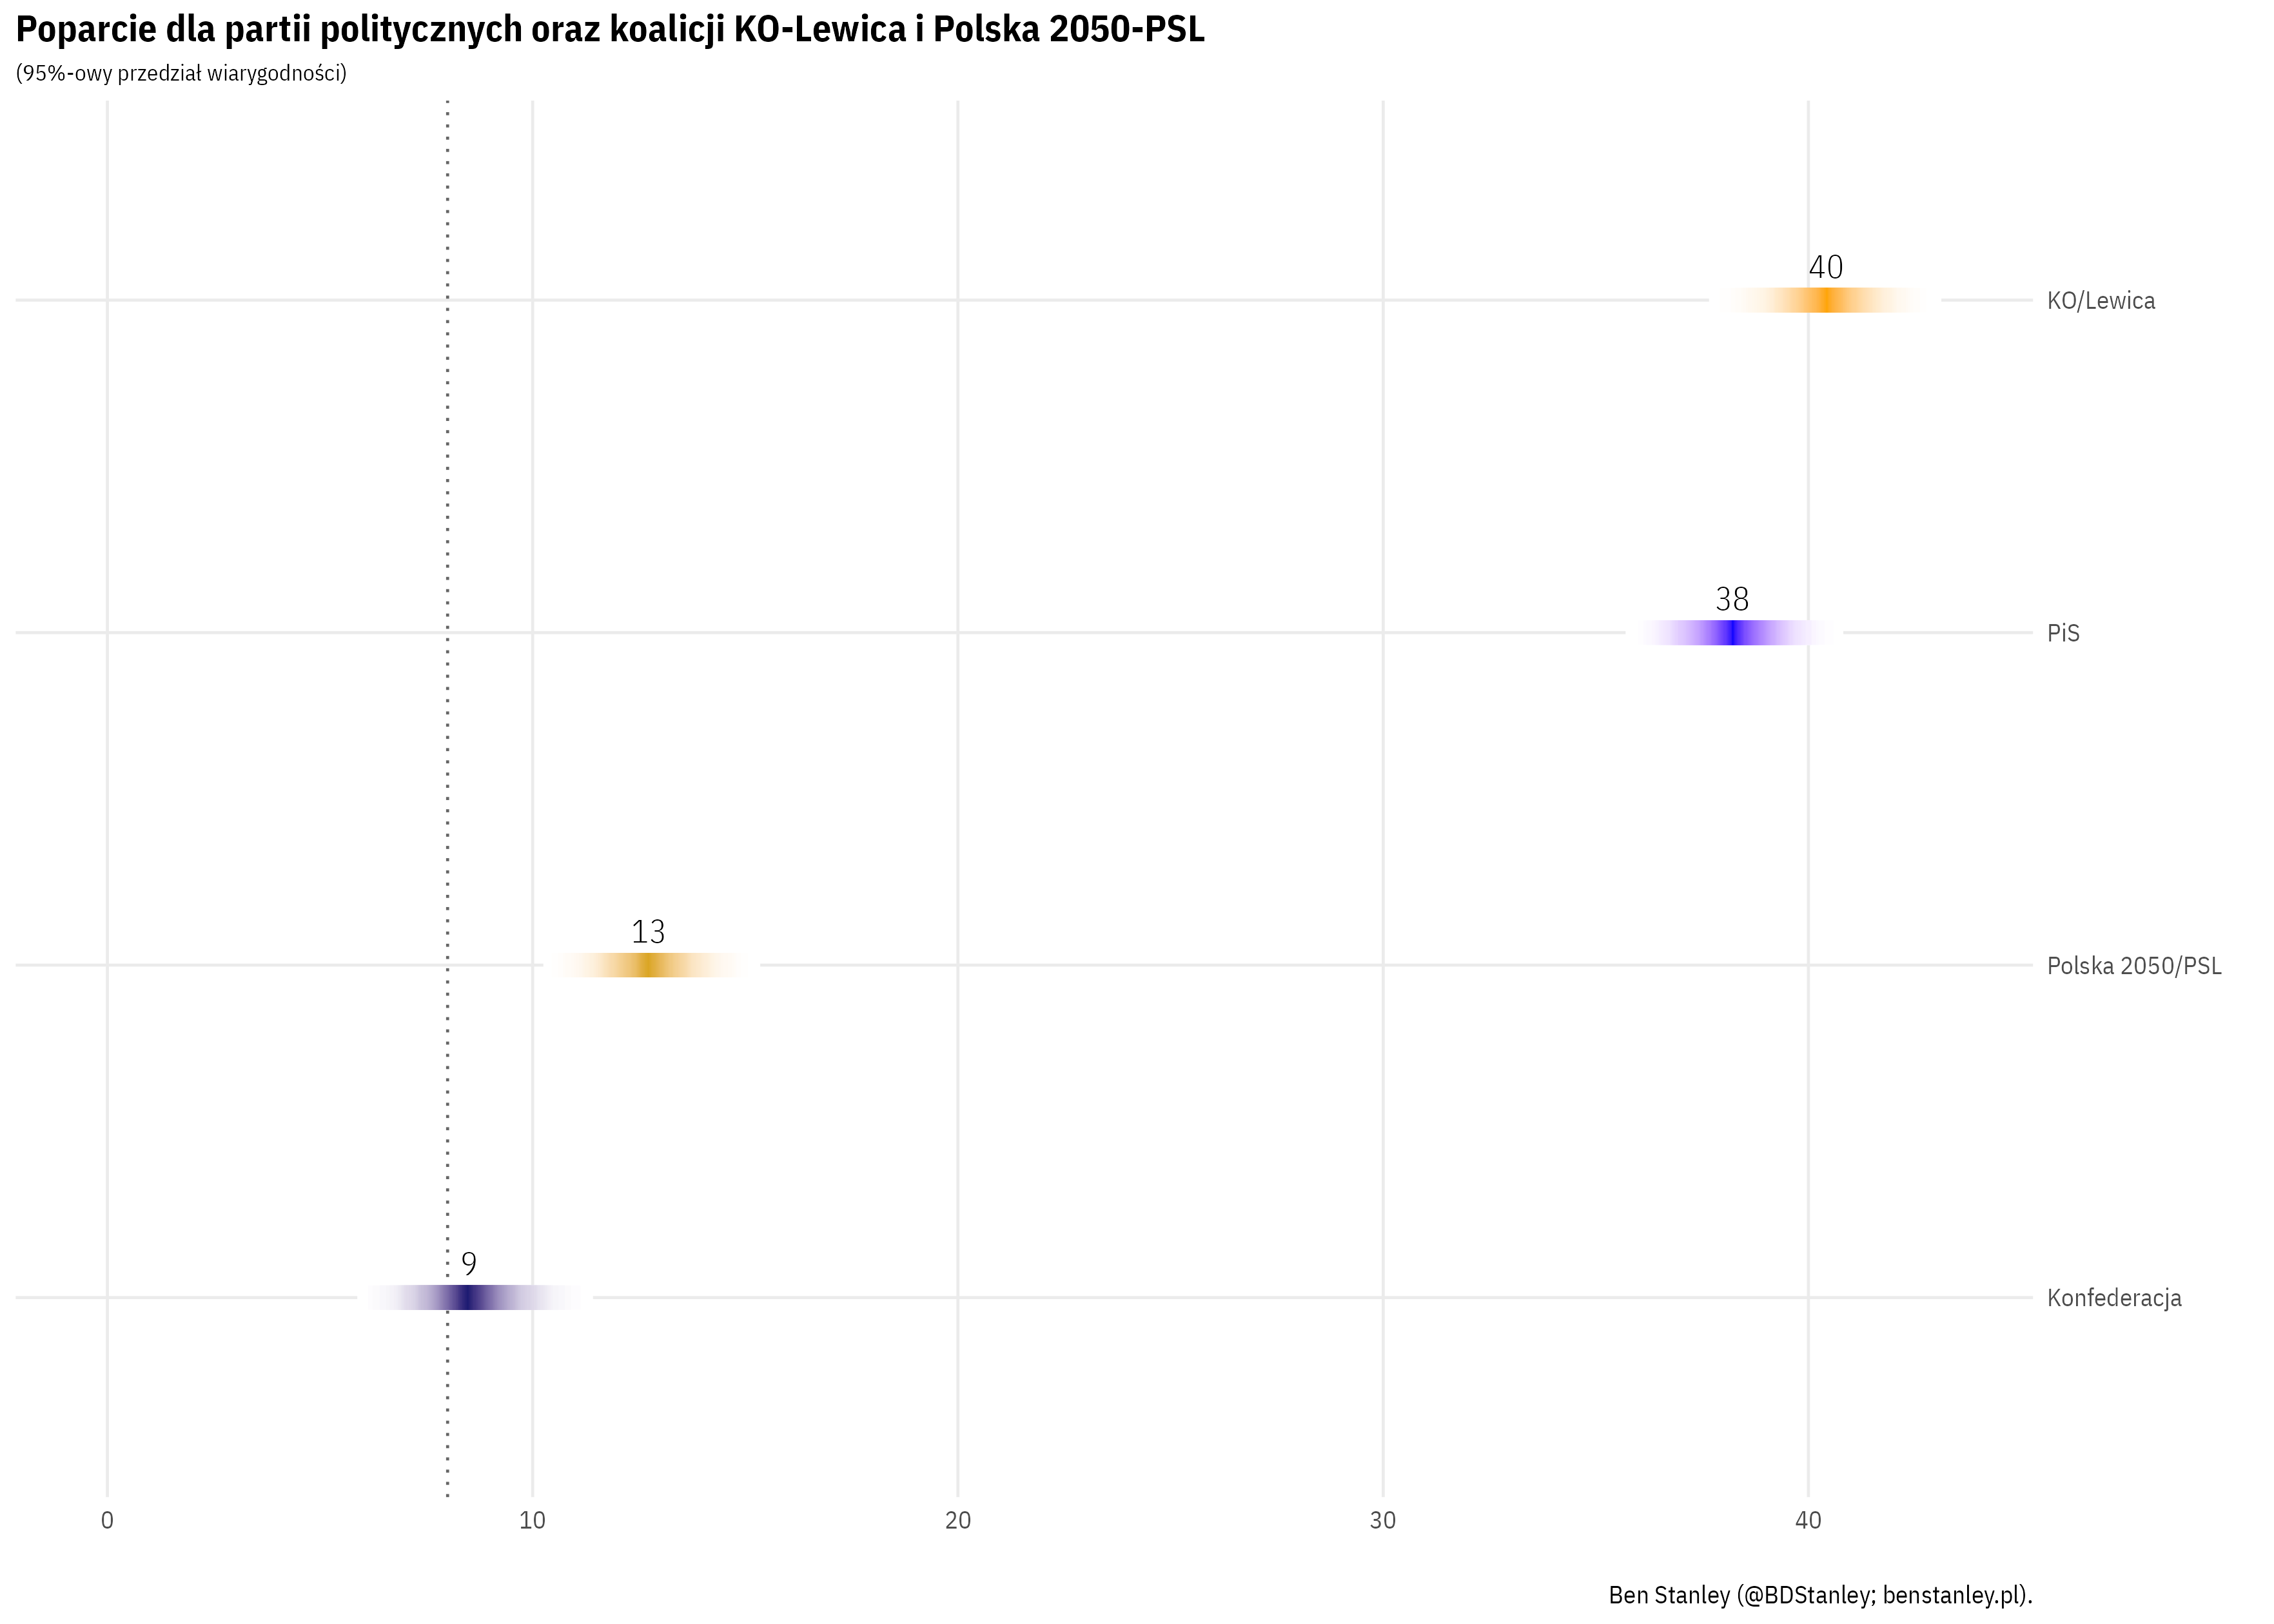 Poparcie dla partii politycznych oraz koalicji KO-Lewica i Polska 2050-PSL
(95%-owy przedział wiarygodności)
40
KO/Lewica
38
PiS
13
Polska 2050/PSL
9
Konfederacja
0 10 20 30 40
Ben Stanley (@BDStanley; benstanley.pl).